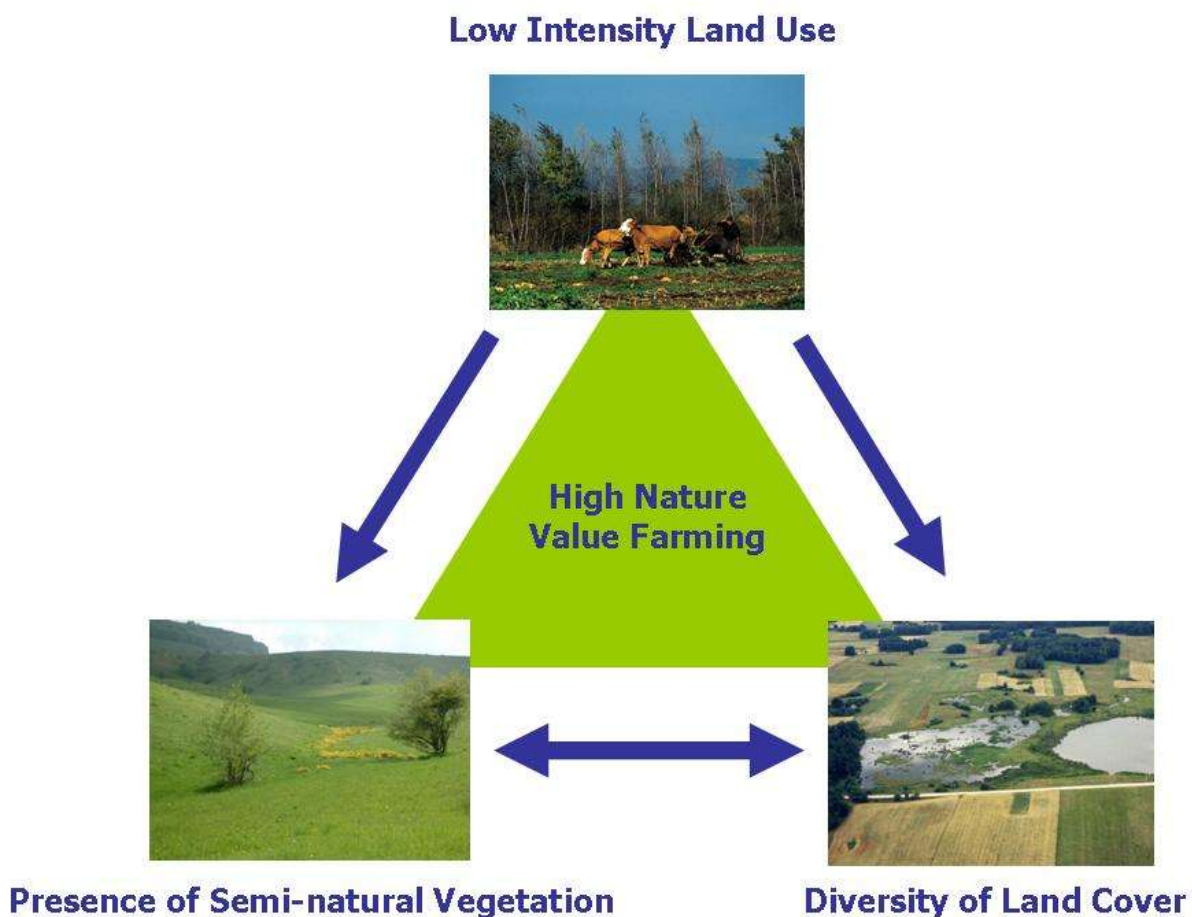 Low Intensity Land Use
High Nature
Value Farming
Presence of Semi-natural Vegetation
Diversity of Land Cover